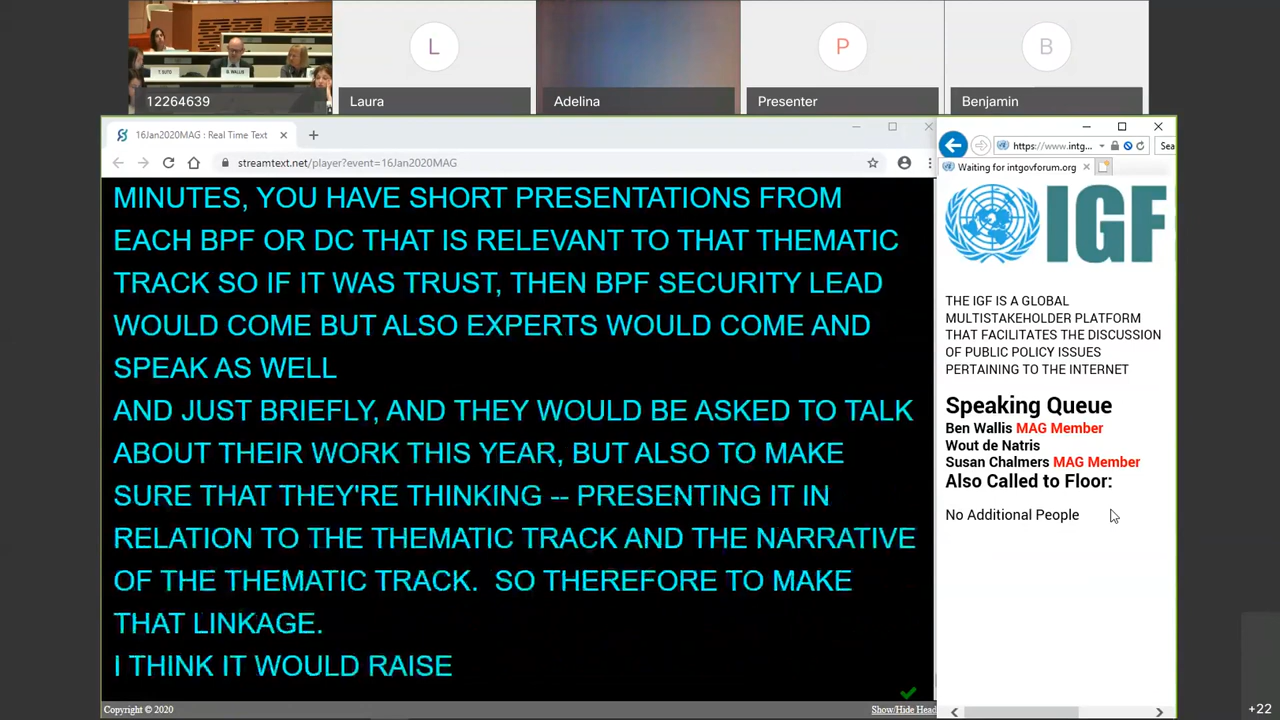 T. SUTO
B. WALLIS
12264639
L
Laura
Adelina
P
Presenter
B
Benjamin
16Jan2020MAG : Real Time Text
streamtext.net/player?event=16Jan2020MAG
MINUTES, YOU HAVE SHORT PRESENTATIONS FROM
EACH BPF OR DC THAT IS RELEVANT TO THAT THEMATIC
TRACK SO IF IT WAS TRUST, THEN BPF SECURITY LEAD
WOULD COME BUT ALSO EXPERTS WOULD COME AND
SPEAK AS WELL
AND JUST BRIEFLY, AND THEY WOULD BE ASKED TO TALK
ABOUT THEIR WORK THIS YEAR, BUT ALSO TO MAKE
SURE THAT THEY'RE THINKING -- PRESENTING IT IN
RELATION TO THE THEMATIC TRACK AND THE NARRATIVE
OF THE THEMATIC TRACK.  SO THEREFORE TO MAKE
THAT LINKAGE.
I THINK IT WOULD RAISE
Copyright © 2020
Show/Hide Head
https://www.intg...
Sea
Waiting for intgovforum.org
IGF
THE IGF IS A GLOBAL
MULTISTAKEHOLDER PLATFORM
THAT FACILITATES THE DISCUSSION
OF PUBLIC POLICY ISSUES
PERTAINING TO THE INTERNET
Speaking Queue
Ben Wallis MAG Member
Wout de Natris
Susan Chalmers MAG Member
Also Called to Floor:
No Additional People
+22